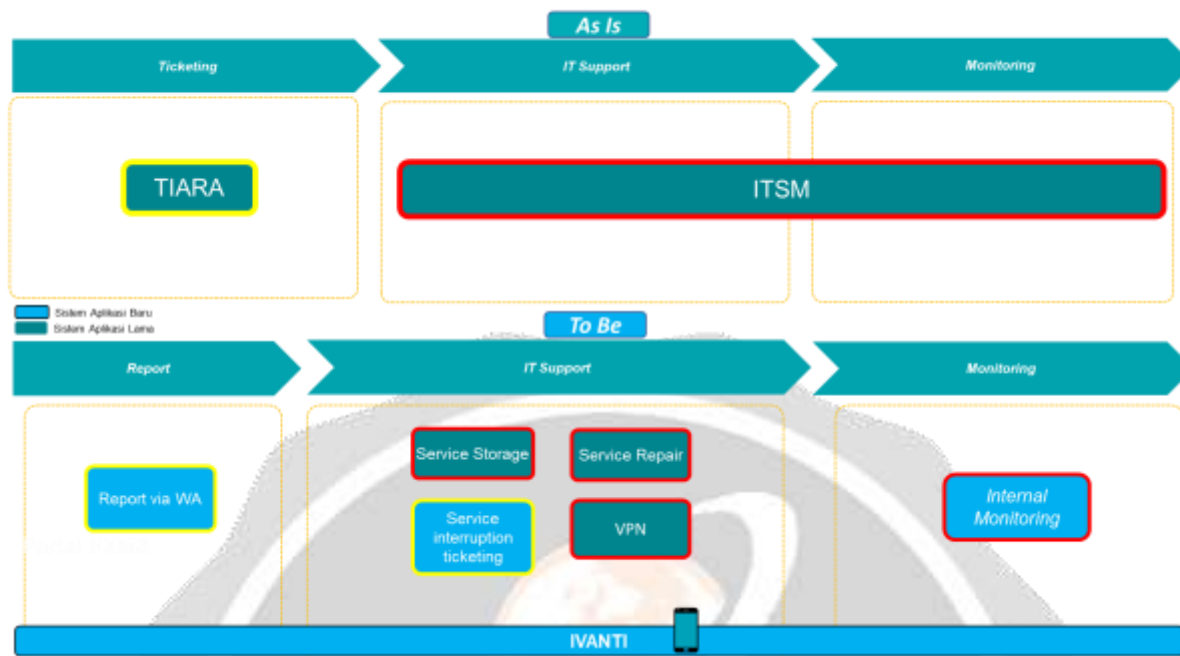 As Is
Ticketing
IT Support
Monitoring
TIARA
ITSM
Sistem Aplikasi Baru
Sistem Aplikasi Lama
To Be
Report
IT Support
Monitoring
Report via WA
Service Storage
Service Repair
Service
interruption
ticketing
VPN
Internal
Monitoring
IVANTI